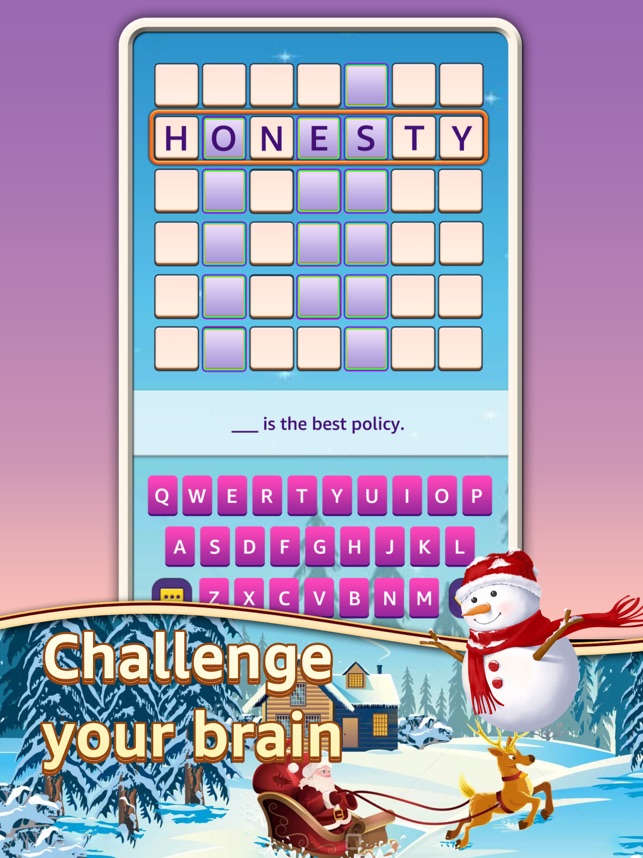 HONESTY
___ is the best policy.
Q W E R T Y U I O P
A S D F G H J K L
Z X C V B N M
Challenge
your brain